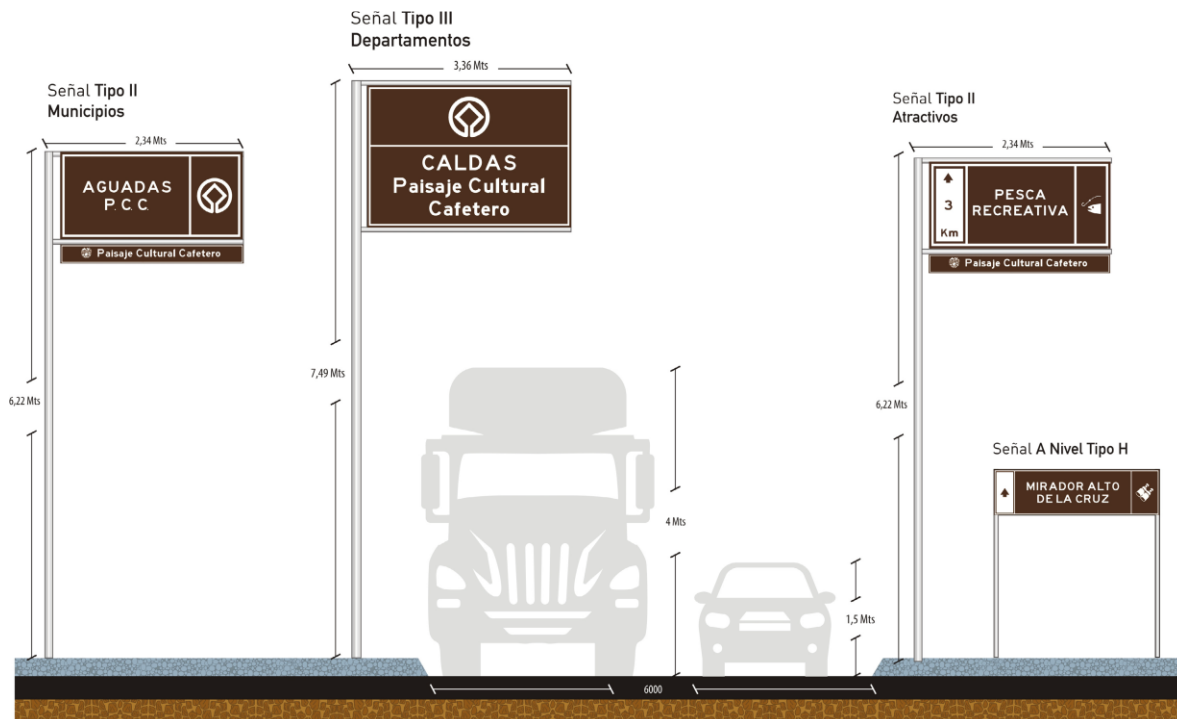 Señal Tipo III
Departamentos
3,36 Mts
CALDAS
Paisaje Cultural
Cafetero
7,49 Mts
Señal Tipo II
Municipios
2,34 Mts
AGUADAS
P. C. C.
Paisaje Cultural Cafetero
6,22 Mts
Señal Tipo II
Atractivos
2,34 Mts
3
Km
PESCA
RECREATIVA
Paisaje Cultural Cafetero
6,22 Mts
Señal A Nivel Tipo H
MIRADOR ALTO
DE LA CRUZ
4 Mts
1,5 Mts
6000